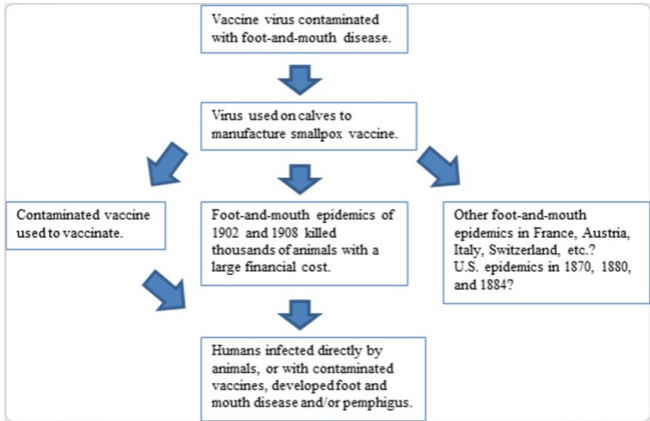 Vaccine virus contaminated
with foot-and-mouth disease.
Virus used on calves to
manufacture smallpox vaccine.
Contaminated vaccine
used to vaccinate.
Foot-and-mouth epidemics of
1902 and 1908 killed
thousands of animals with a
large financial cost.
Other foot-and-mouth
epidemics in France, Austria,
Italy, Switzerland, etc.?
U.S. epidemics in 1870, 1880,
and 1884?
Humans infected directly by
animals, or with contaminated
vaccines, developed foot and
mouth disease and/or pemphigus.